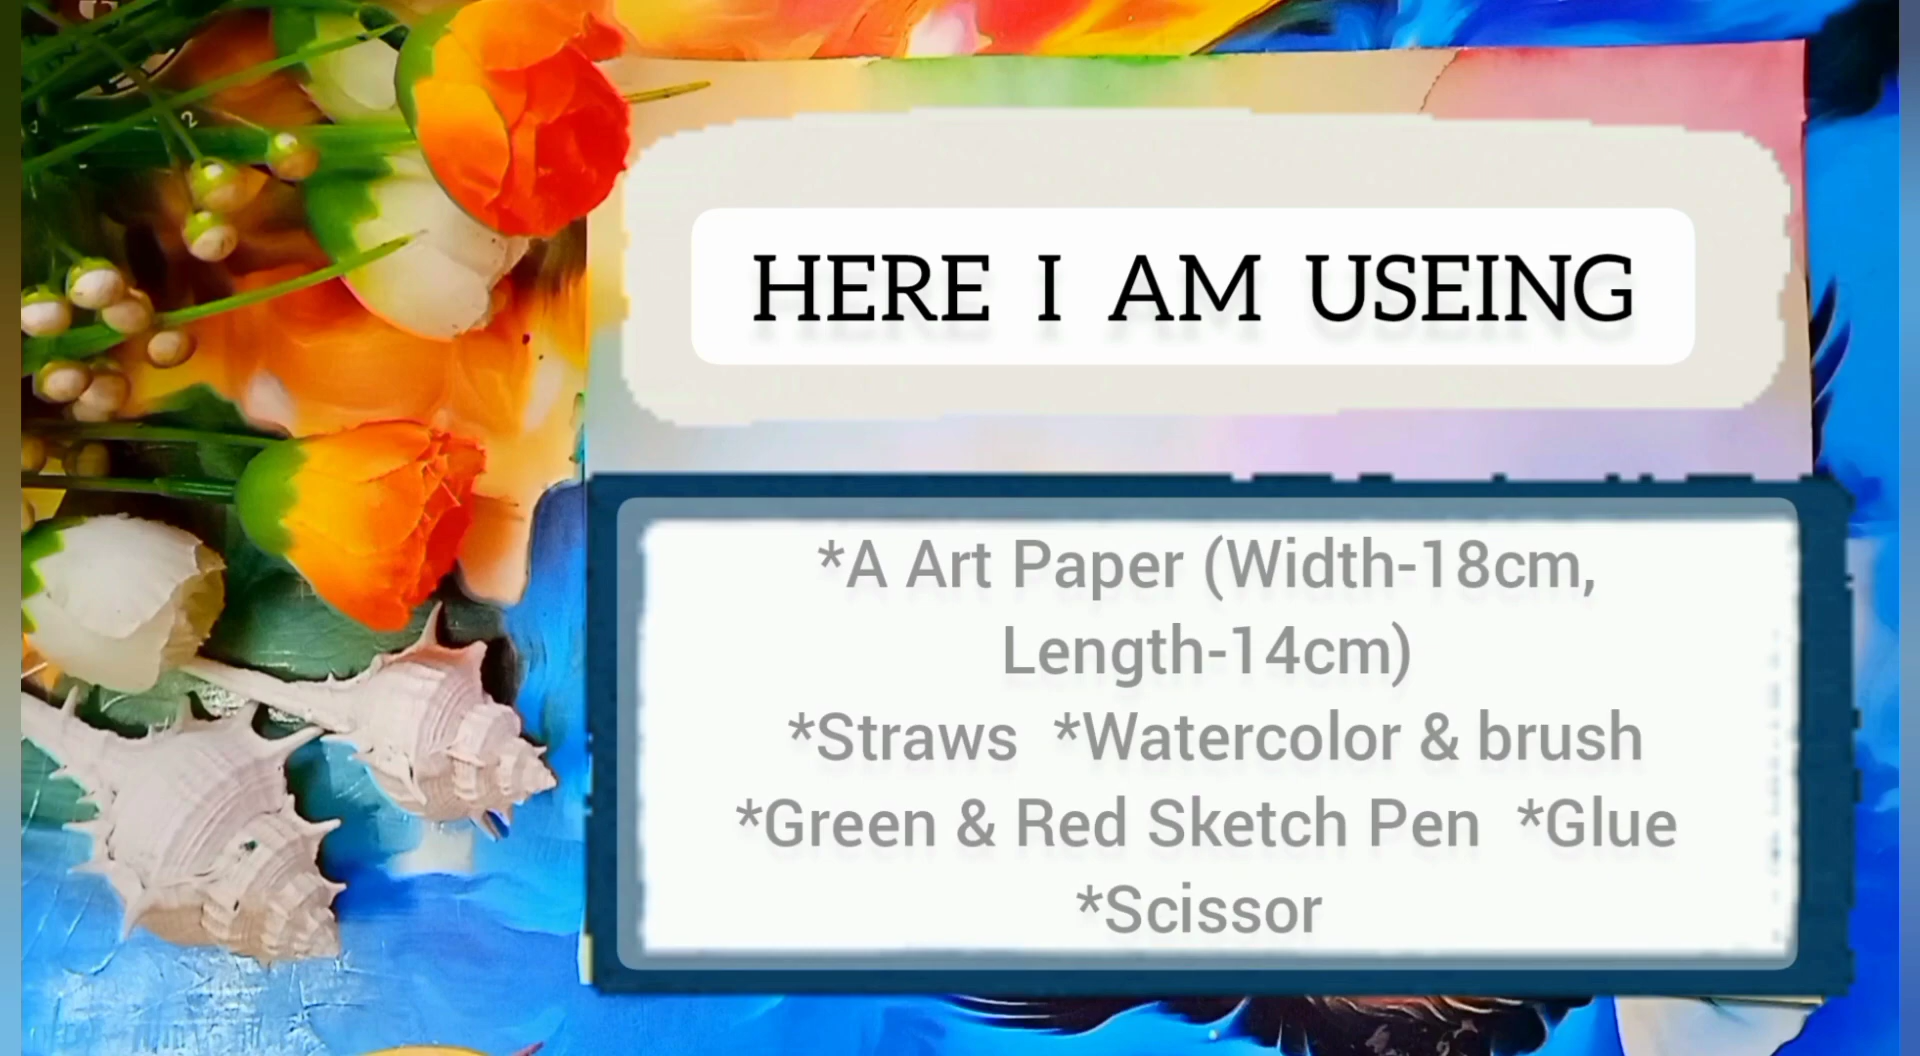 HERE I AM USEING
*A Art Paper (Width-18cm,
Length-14cm)
*Straws *Watercolor & brush
*Green & Red Sketch Pen *Glue
*Scissor